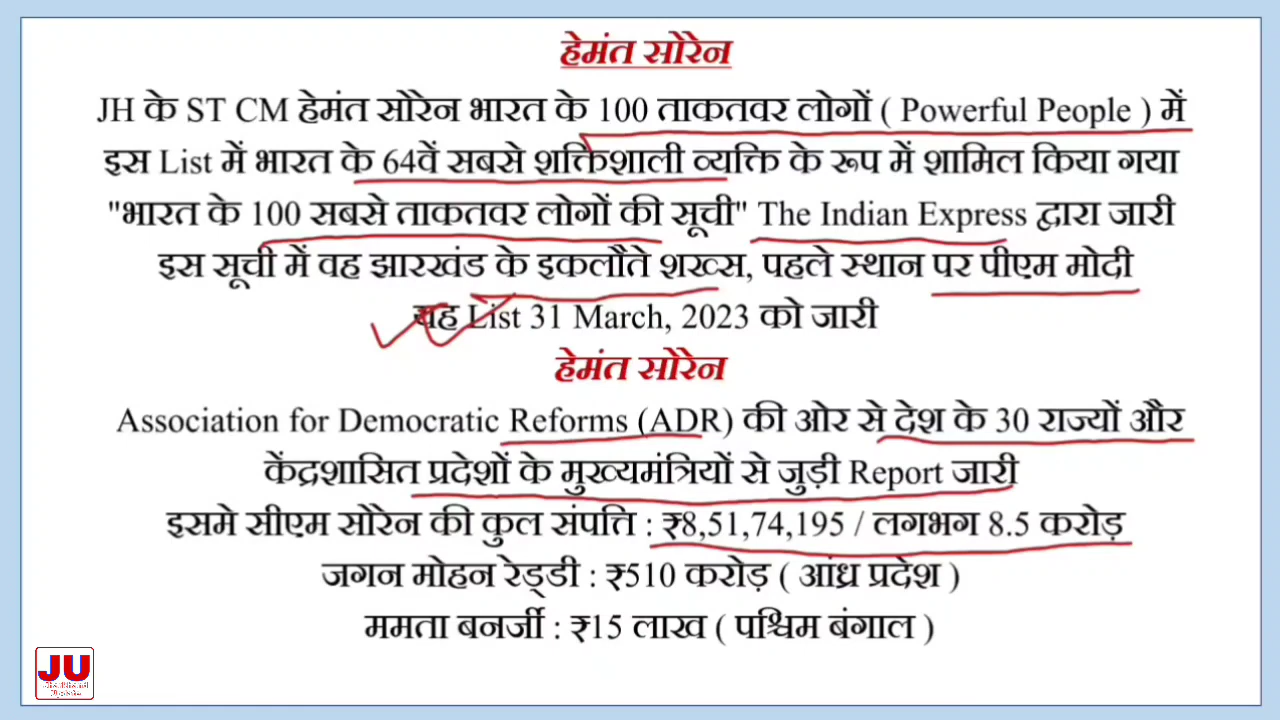 हेमंत सोरेन
JH के ST CM हेमंत सोरेन भारत के 100 ताकतवर लोगों ( Powerful People ) में
इस List में भारत के 64वें सबसे शक्तिशाली व्यक्ति के रूप में शामिल किया गया
"भारत के 100 सबसे ताकतवर लोगों की सूची" The Indian Express द्वारा जारी
इस सूची में वह झारखंड के इकलौते शख्स, पहले स्थान पर पीएम मोदी
यह List 31 March, 2023 को जारी
हेमंत सोरेन
Association for Democratic Reforms (ADR) की ओर से देश के 30 राज्यों और
केंद्रशासित प्रदेशों के मुख्यमंत्रियों से जुड़ी Report जारी
इसमे सीएम सोरेन की कुल संपत्ति : ₹8,51,74,195 / लगभग 8.5 करोड़
जगन मोहन रेड्डी : ₹510 करोड़ ( आंध्र प्रदेश )
ममता बनर्जी : ₹15 लाख ( पश्चिम बंगाल )
JU
Jharkhand
Update